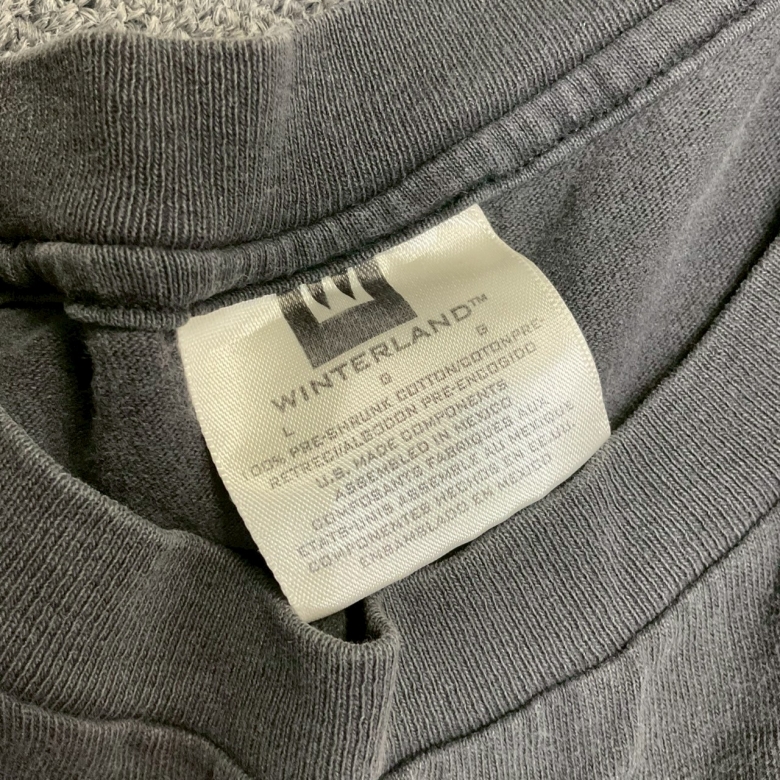 WINTERLAND™
L G G
100% PRE-SHRUNK COTTON/COTON PRE-
RETRECI/ALGODON PRE-ENCOGIDO
U.S. MADE COMPONENTS
ASSEMBLED IN MEXICO
COMPOSANTS FABRIQUES AUX
ETATS-UNIS ASSEMBLE AU MEXIQUE
COMPONENTES HECHOS EN EE.UU.
ENSAMBLADO EN MEXICO